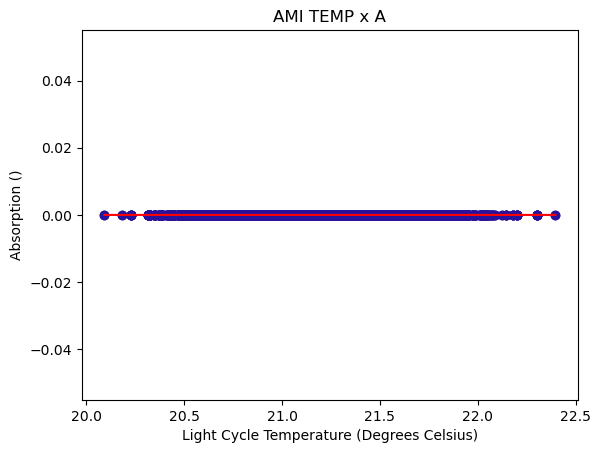 AMI TEMP x A
0.04
0.02
0.00
−0.02
−0.04
Absorption ()
20.0 20.5 21.0 21.5 22.0 22.5
Light Cycle Temperature (Degrees Celsius)